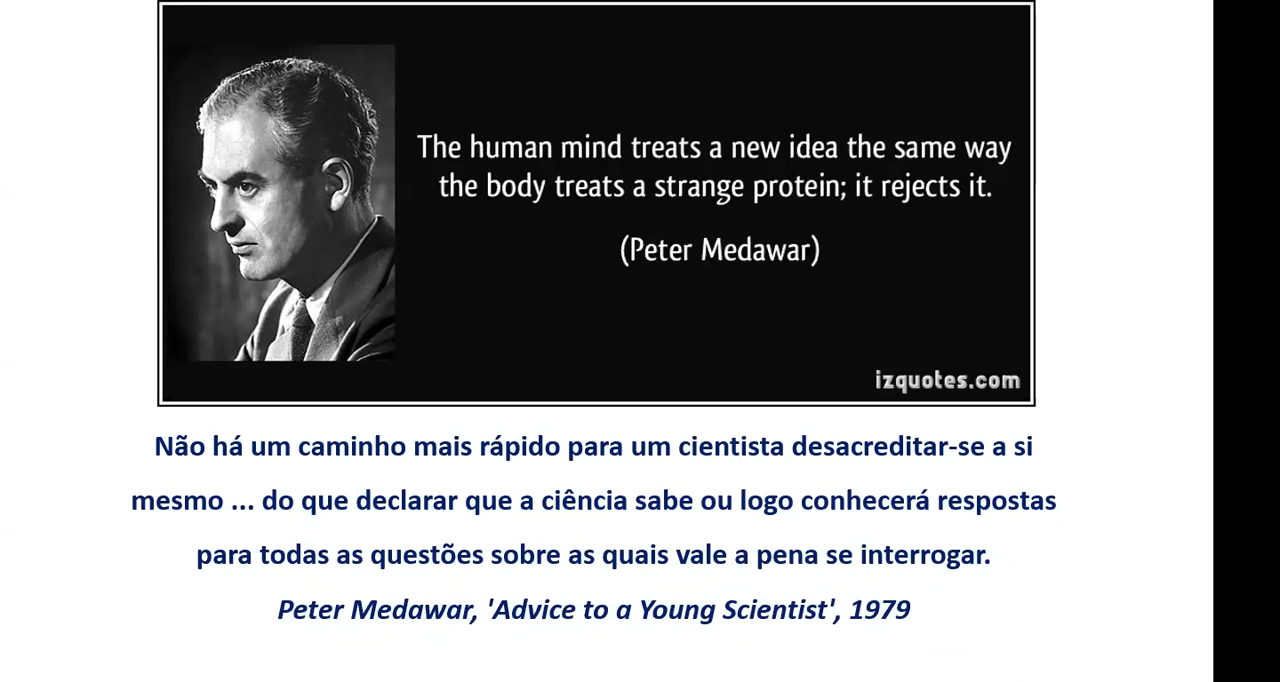 The human mind treats a new idea the same way
the body treats a strange protein; it rejects it.
(Peter Medawar)
izquotes.com
Não há um caminho mais rápido para um cientista desacreditar-se a si
mesmo ... do que declarar que a ciência sabe ou logo conhecerá respostas
para todas as questões sobre as quais vale a pena se interrogar.
Peter Medawar, 'Advice to a Young Scientist', 1979